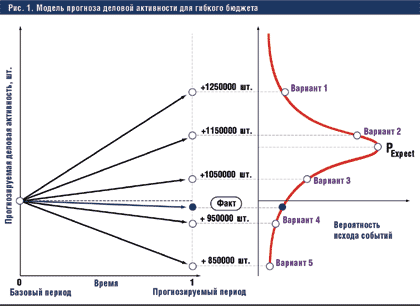 Рис. 1. Модель прогноза деловой активности для гибкого бюджета
Прогнозируемая деловая активность, шт.
+1250000 шт.
+1150000 шт.
+1050000 шт.
Факт
+ 950000 шт.
+ 850000 шт.
0
Базовый период
Время
1
Прогнозируемый период
Вариант 1
Вариант 2
PExpect
Вариант 3
Вариант 4
Вероятность
исхода событий
Вариант 5